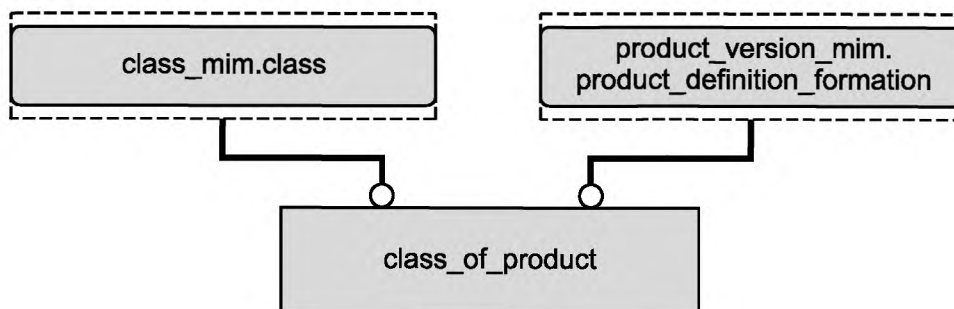 class_mim.class
product_version_mim.
product_definition_formation
class_of_product